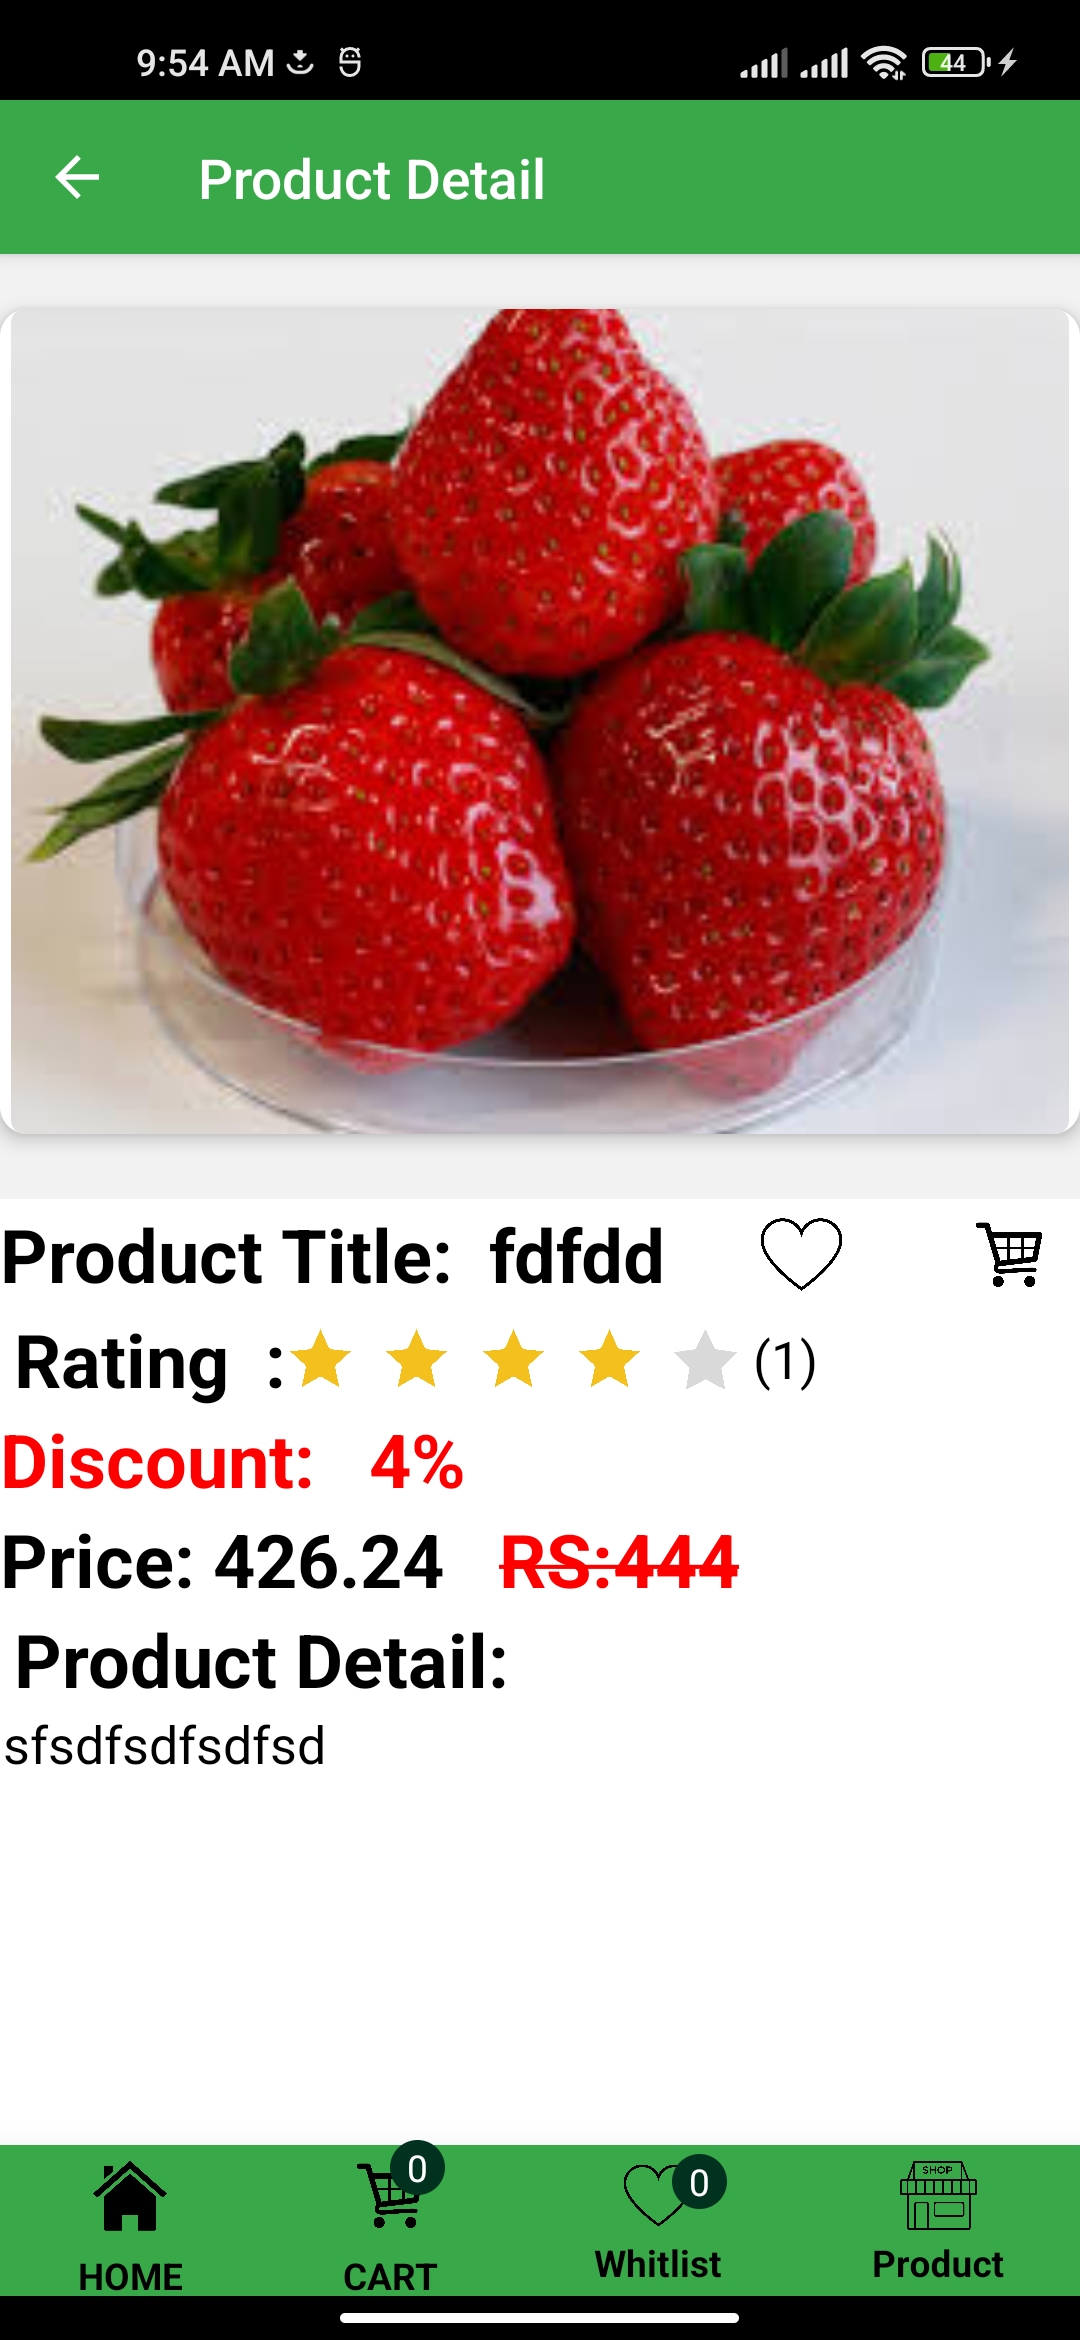 9:54 AM 44
Product Detail
Product Title: fdfdd
Rating : (1)
Discount: 4%
Price: 426.24 RS:444
Product Detail:
sfsdfsdfsdfsd
0 0 SHOP
HOME CART Whitlist Product